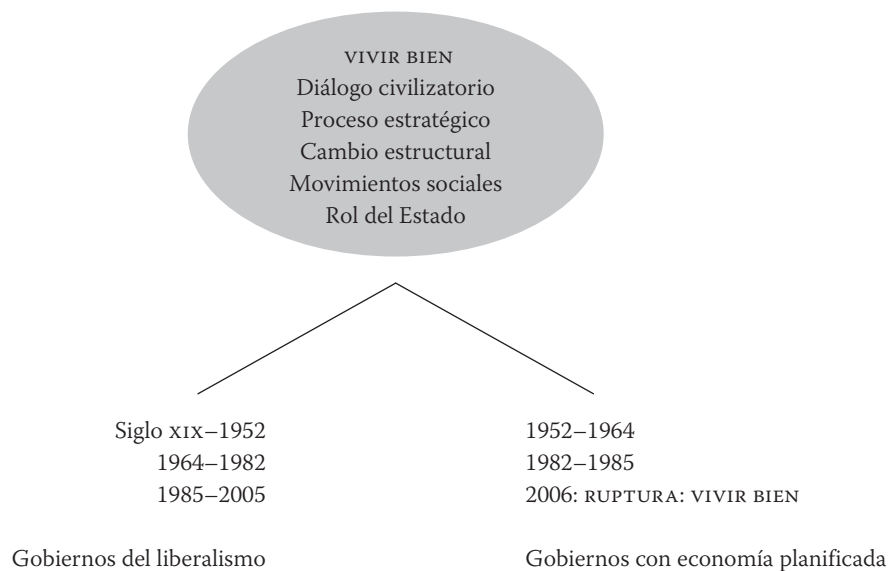 VIVIR BIEN
Diálogo civilizatorio
Proceso estratégico
Cambio estructural
Movimientos sociales
Rol del Estado
Siglo XIX–1952
1964–1982
1985–2005
Gobiernos del liberalismo
1952–1964
1982–1985
2006: RUPTURA: VIVIR BIEN
Gobiernos con economía planificada